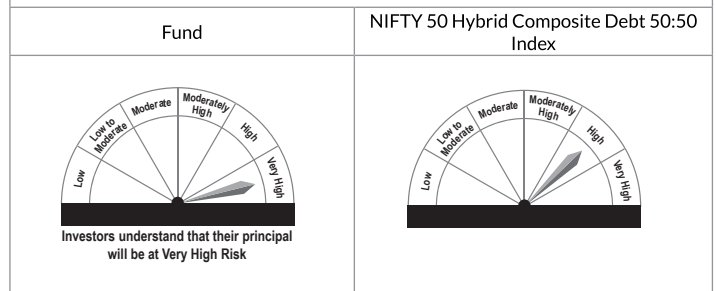 Fund
NIFTY 50 Hybrid Composite Debt 50:50
Index
Low
Low to
Moderate
Moderate
Moderately
High
High
Very High
Investors understand that their principal
will be at Very High Risk
Low
Low to
Moderate
Moderate
Moderately
High
High
Very High